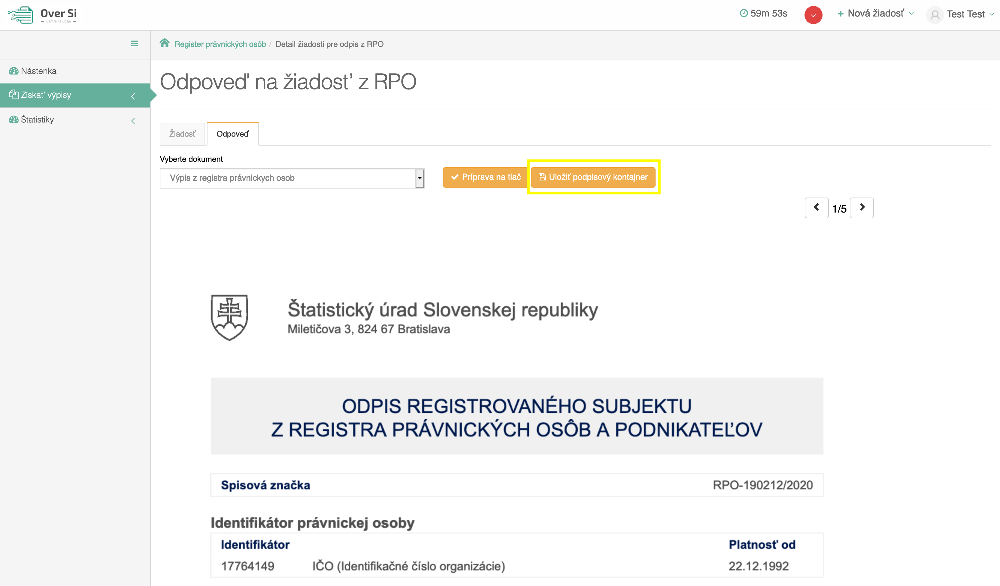 Over Si
Centrálne údaje
59m 53s
Nová žiadosť
Test Test
Register právnických osôb / Detail žiadosti pre odpis z RPO
Nástenka
Získať výpisy
Štatistiky
Odpoveď na žiadosť z RPO
Žiadosť
Odpoveď
Vyberte dokument
Výpis z registra právnickych osob
Príprava na tlač
Uložiť podpisový kontajner
1/5
Štatistický úrad Slovenskej republiky
Miletičova 3, 824 67 Bratislava
ODPIS REGISTROVANÉHO SUBJEKTU
Z REGISTRA PRÁVNICKÝCH OSÔB A PODNIKATEĽOV
Spisová značka RPO-190212/2020
Identifikátor právnickej osoby
Identifikátor Platnosť od
17764149 IČO (Identifikačné číslo organizácie) 22.12.1992